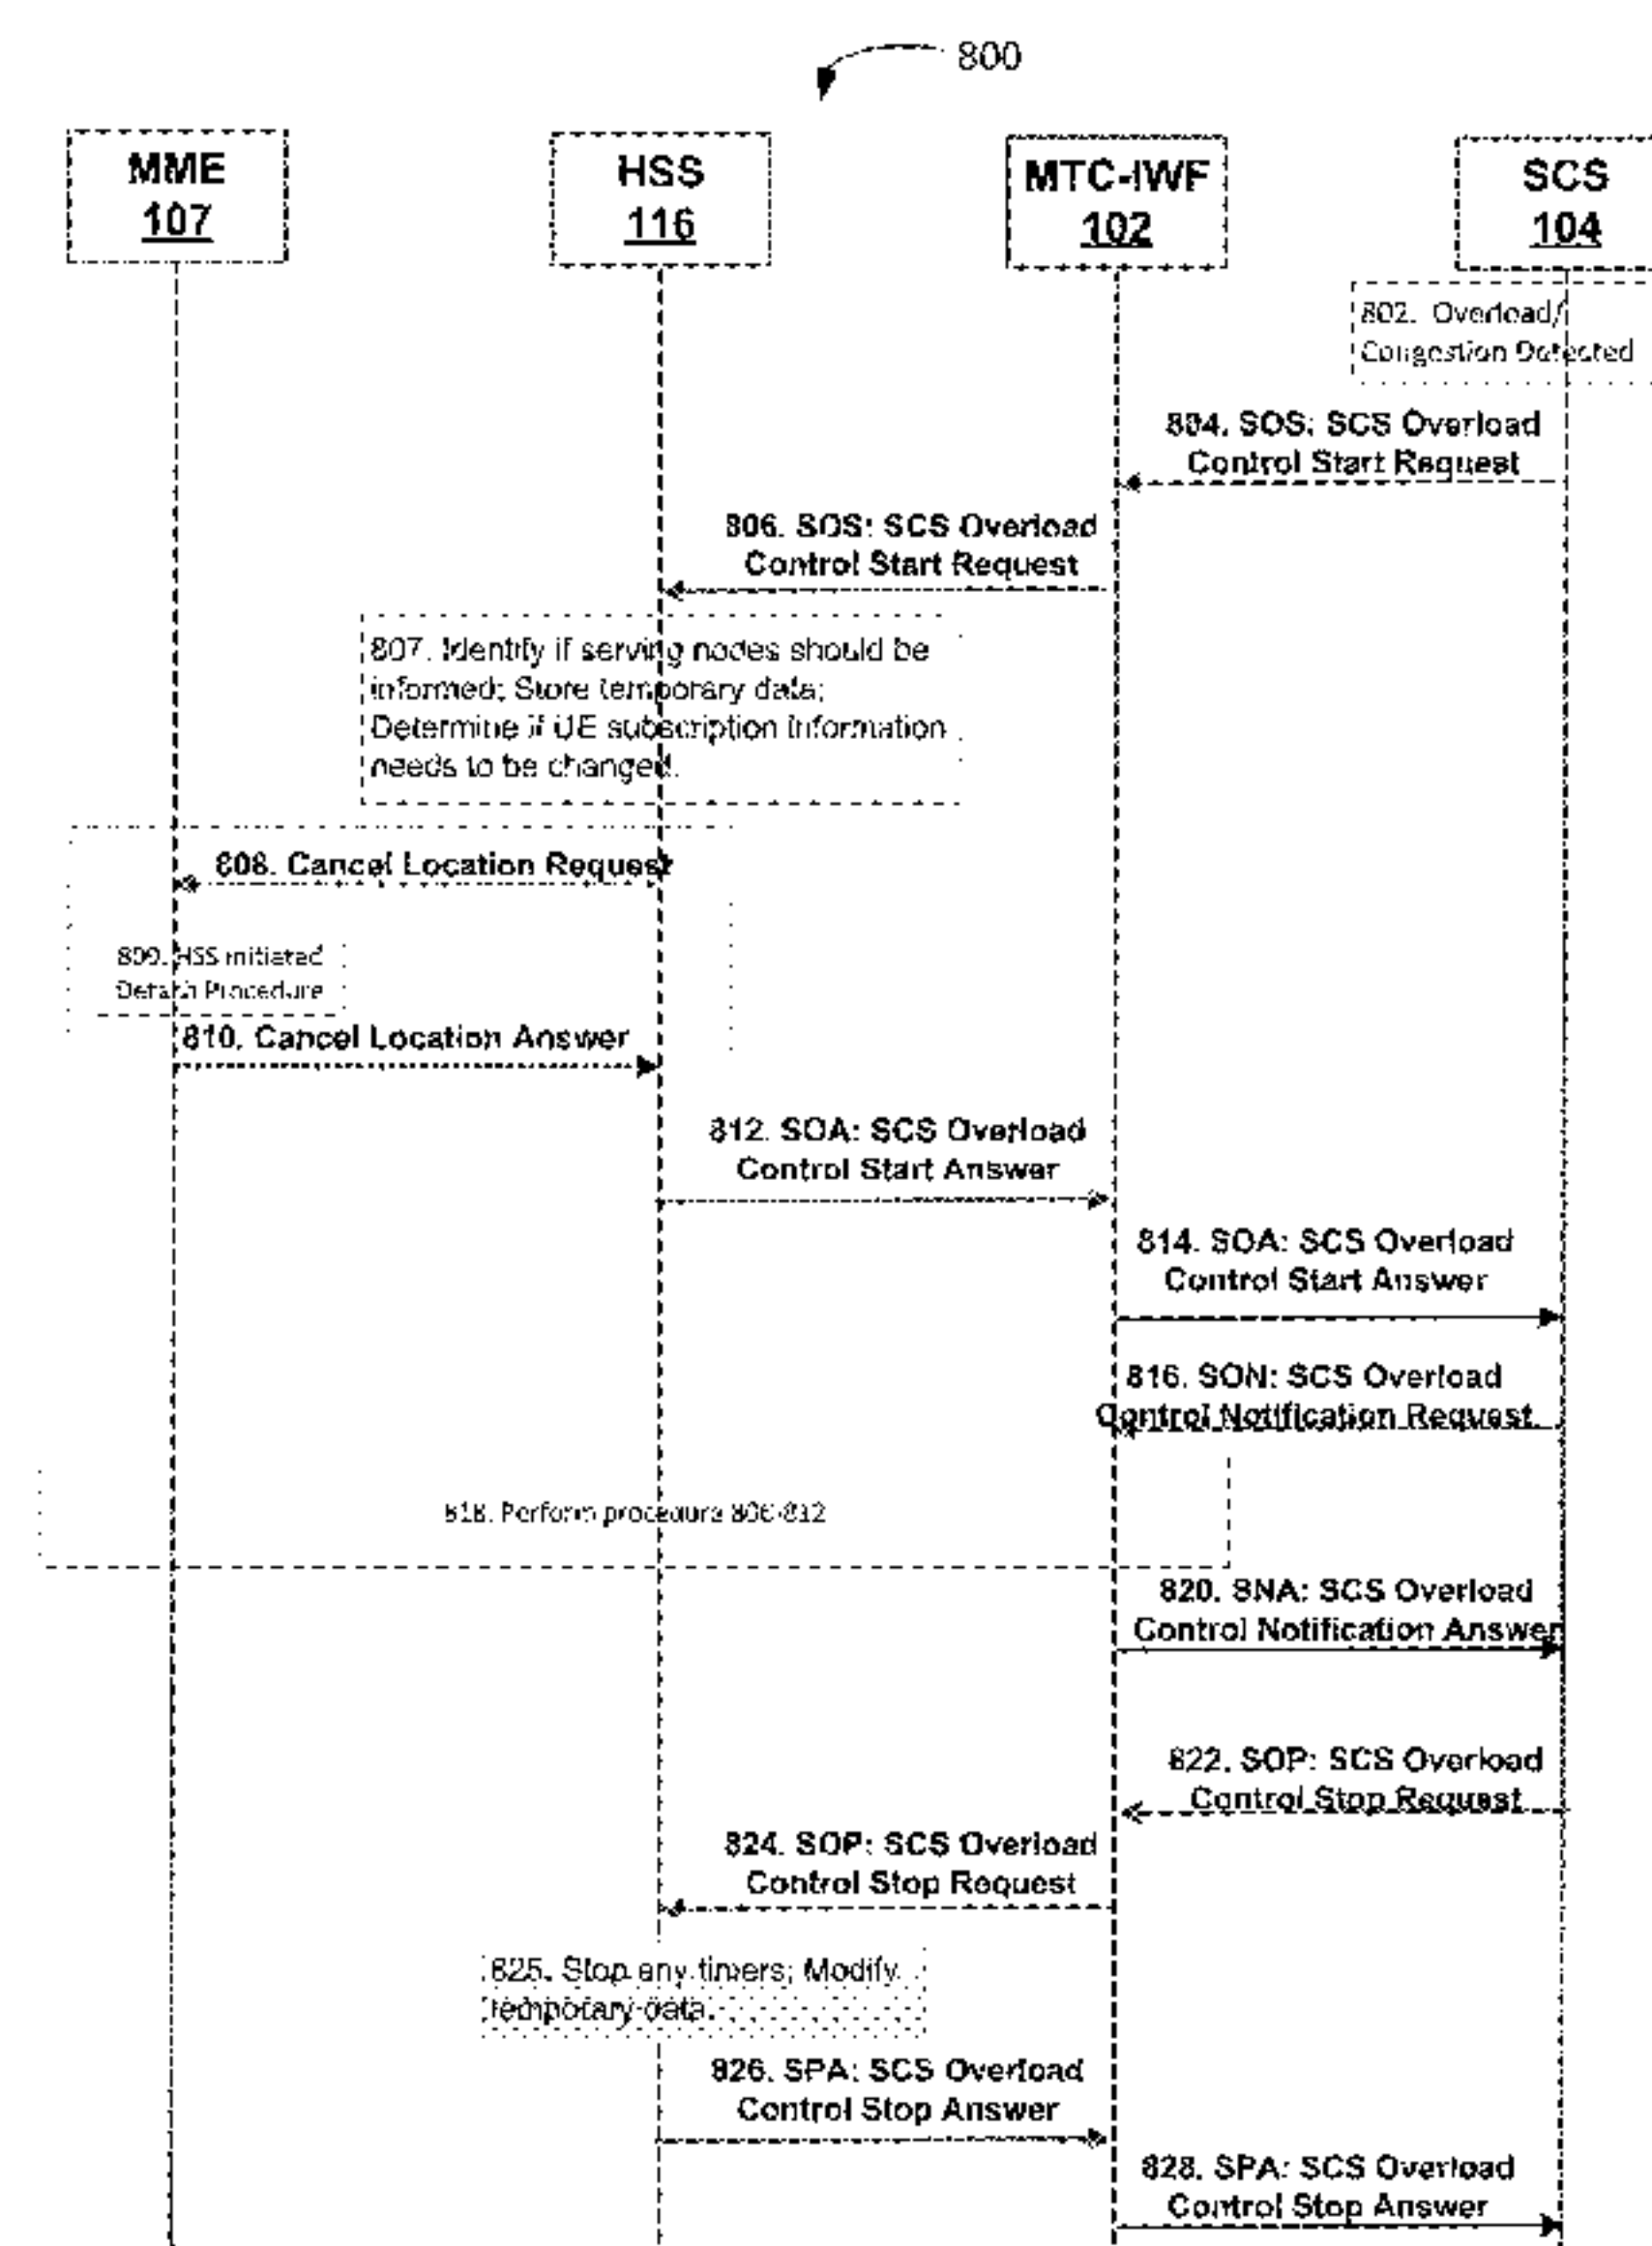 800
MME
107
HSS
116
MTC-IWF
102
SCS
104
802. Overload/
Congestion Detected
804. SOS: SCS Overload
Control Start Request
806. SOS: SCS Overload
Control Start Request
807. Identify if serving nodes should be
informed; Store temporary data;
Determine if UE subscription Information
needs to be changed.
808. Cancel Location Request
809. HSS initiated
Detach Procedure
810. Cancel Location Answer
812. SOA: SCS Overload
Control Start Answer
814. SOA: SCS Overload
Control Start Answer
816. SON: SCS Overload
Control Notification Request
818. Perform procedure 806-812
820. SNA: SCS Overload
Control Notification Answer
822. SOP: SCS Overload
Control Stop Request
824. SOP: SCS Overload
Control Stop Request
825. Stop any timers; Modify
temporary data.
826. SPA: SCS Overload
Control Stop Answer
828. SPA: SCS Overload
Control Stop Answer